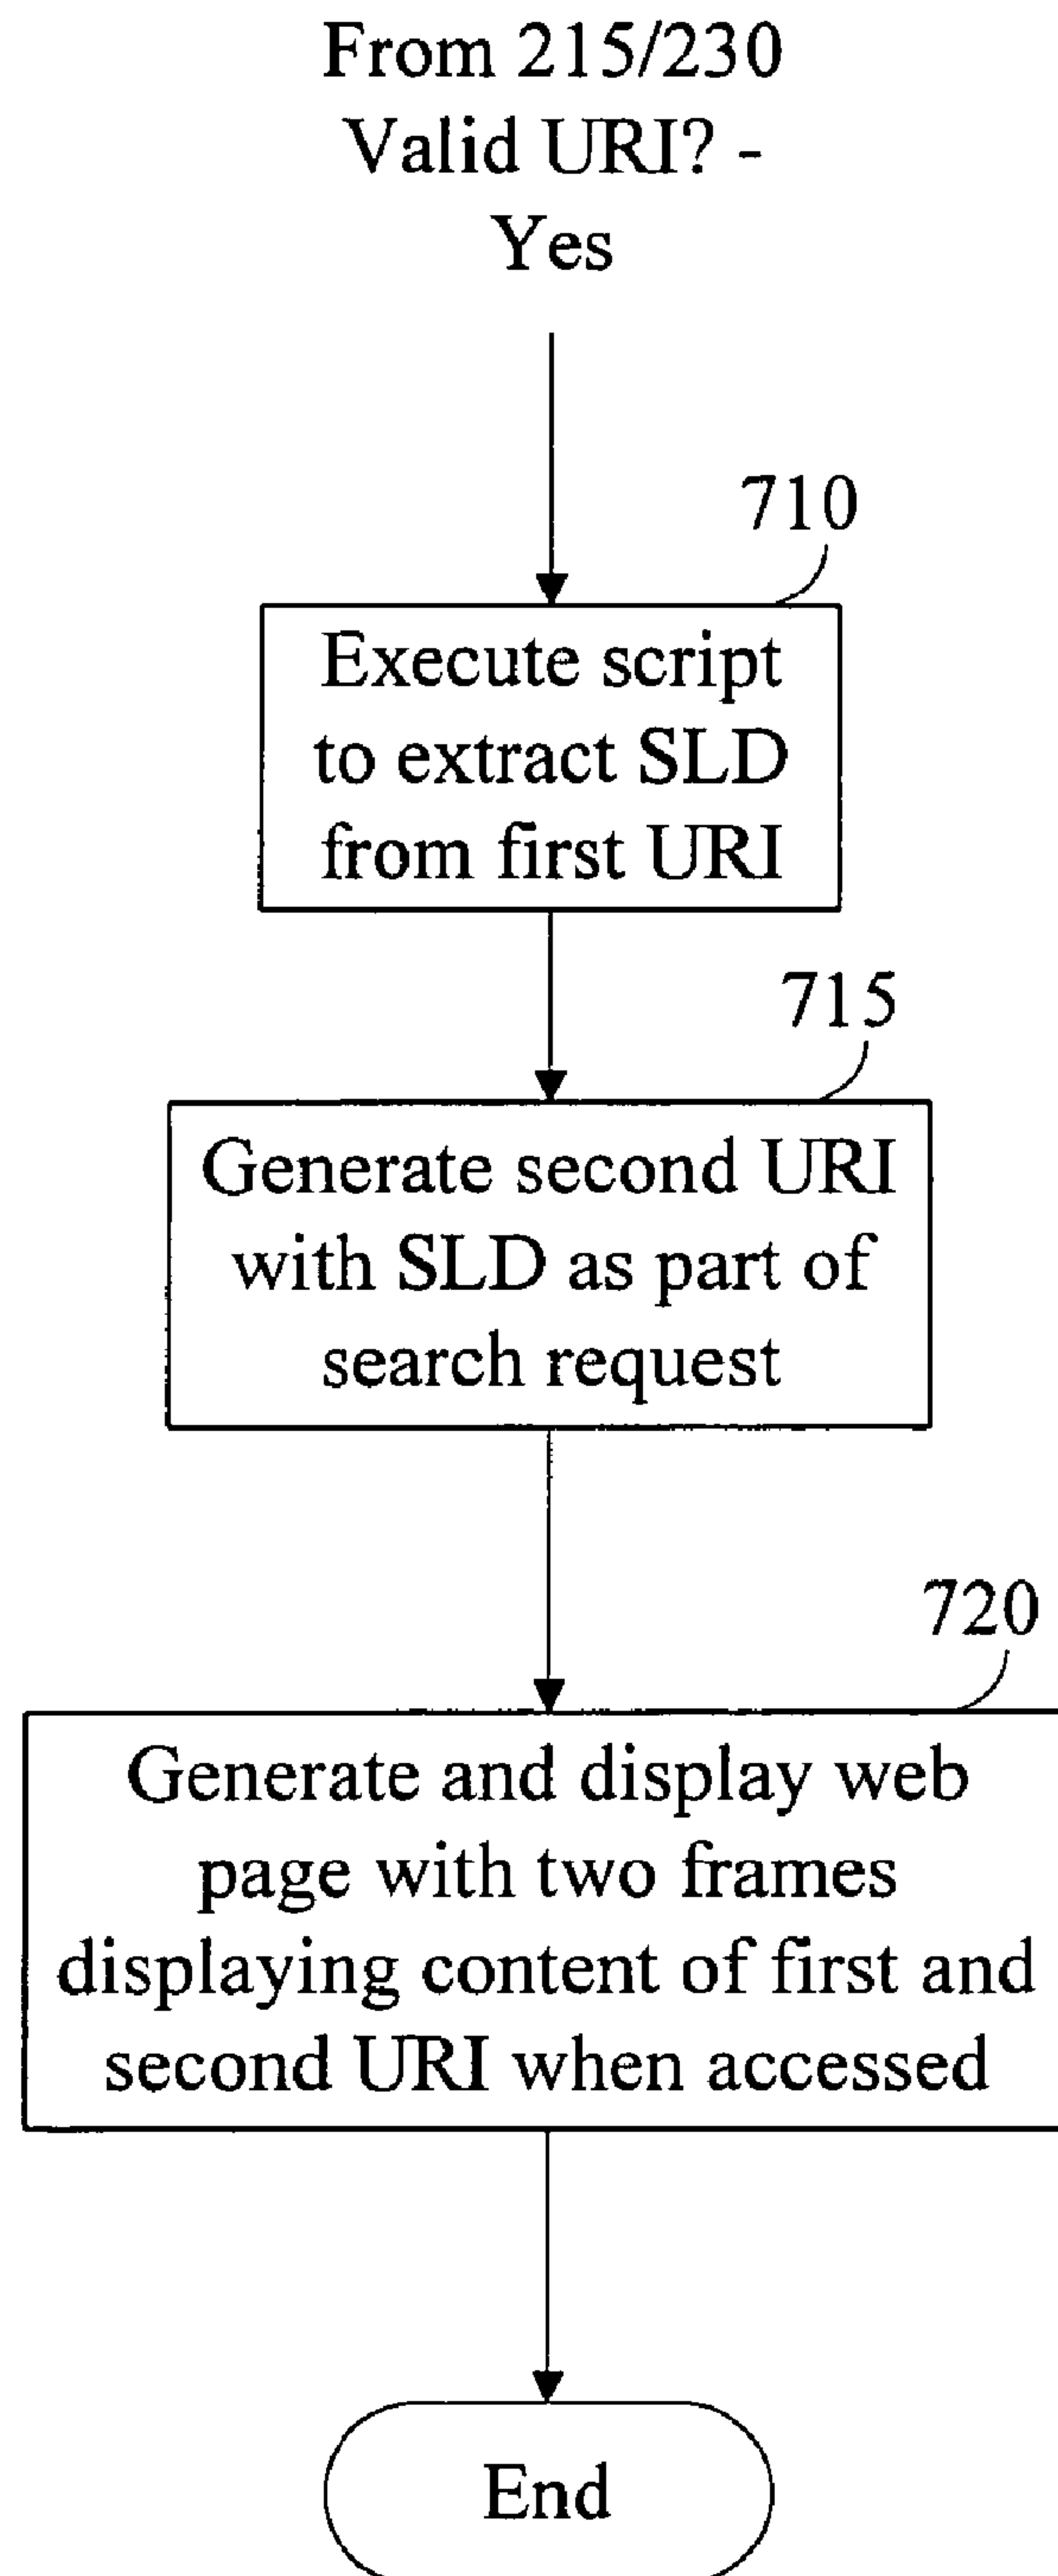 From 215/230
Valid URI? -
Yes
710
Execute script
to extract SLD
from first URI
715
Generate second URI
with SLD as part of
search request
720
Generate and display web
page with two frames
displaying content of first and
second URI when accessed
End